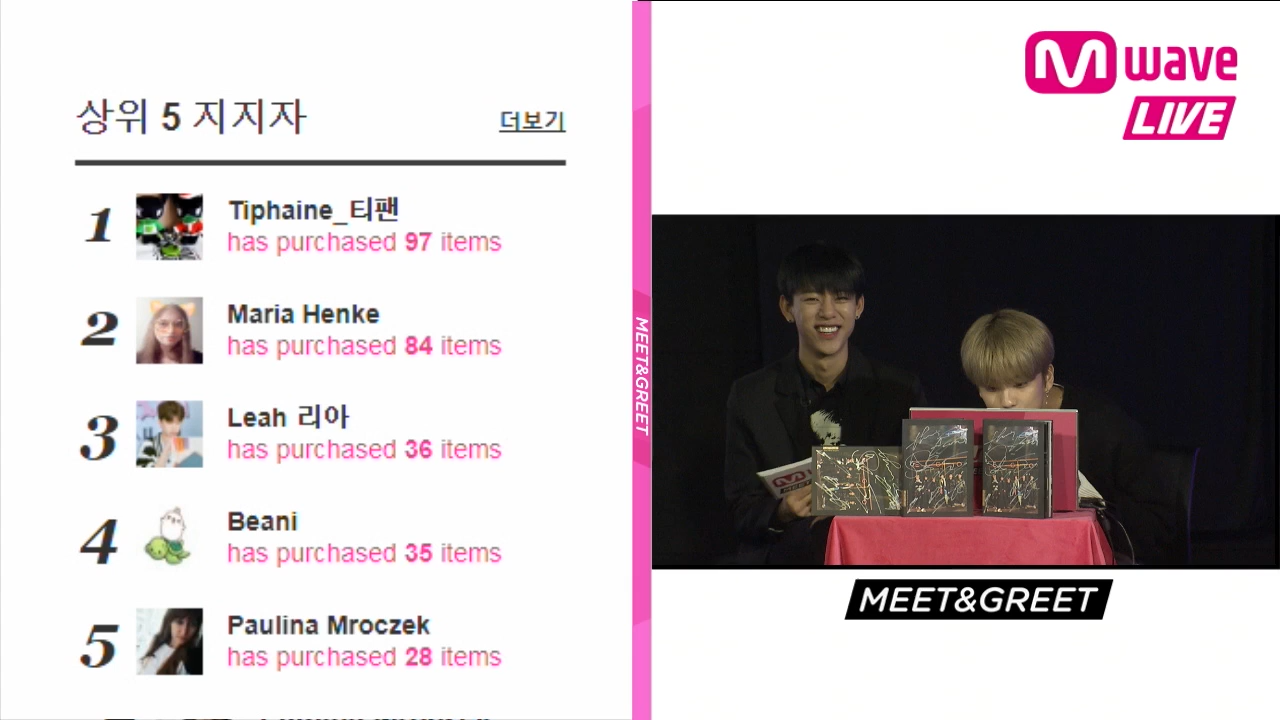 상위 5 지지자
더보기
1
Tiphaine_티팬
has purchased 97 items
2
Maria Henke
has purchased 84 items
3
Leah 리아
has purchased 36 items
4
Beani
has purchased 35 items
5
Paulina Mroczek
has purchased 28 items
MEET&GREET
M wave
LIVE
MEET&GREET